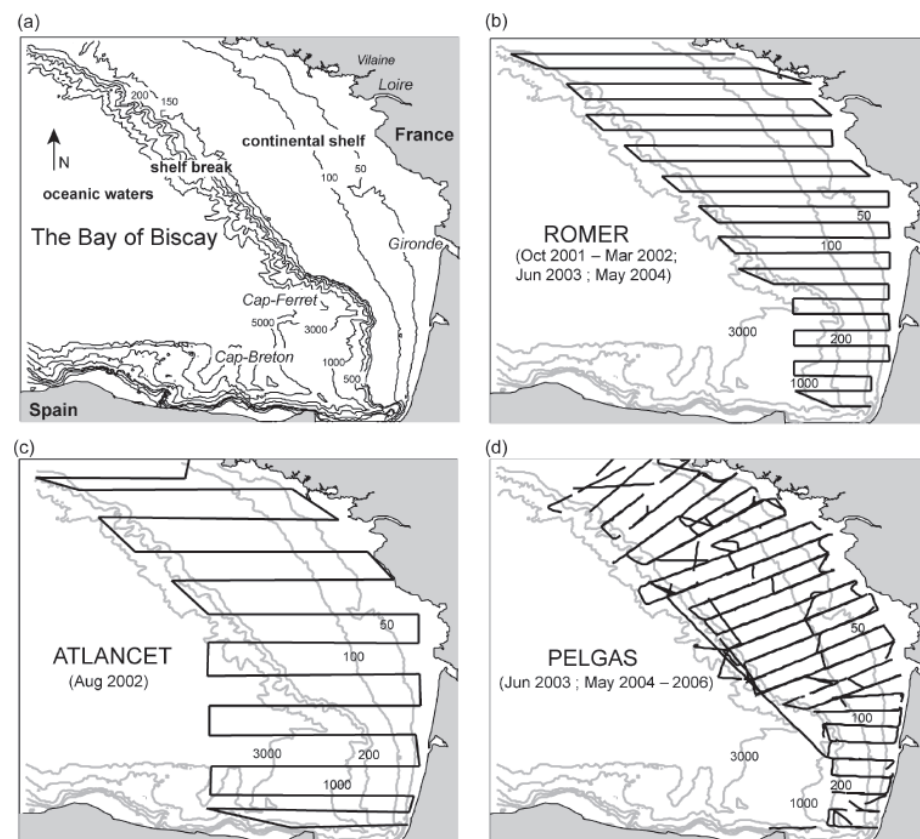 (a)
Vilaine
Loire
200
150
continental shelf
France
N
50
shelf break
100
oceanic waters
The Bay of Biscay
Gironde
Cap-Ferret
5000
3000
Cap-Breton
1000
500
Spain
(b)
50
ROMER
100
(Oct 2001 – Mar 2002;
Jun 2003 ; May 2004)
3000
200
1000
(c)
50
ATLANCET
100
(Aug 2002)
3000
200
1000
(d)
50
PELGAS
(Jun 2003 ; May 2004 – 2006)
100
3000
200
1000